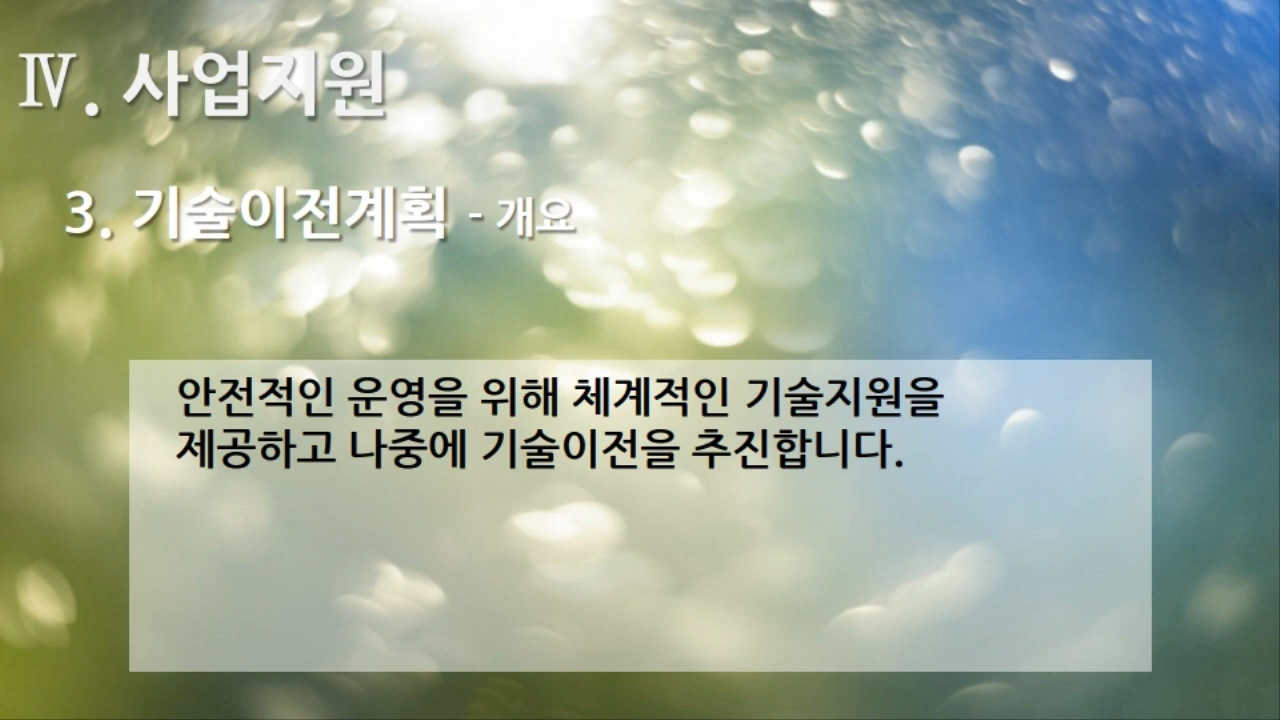 Ⅳ. 사업지원
3. 기술이전계획 - 개요
안전적인 운영을 위해 체계적인 기술지원을
제공하고 나중에 기술이전을 추진합니다.